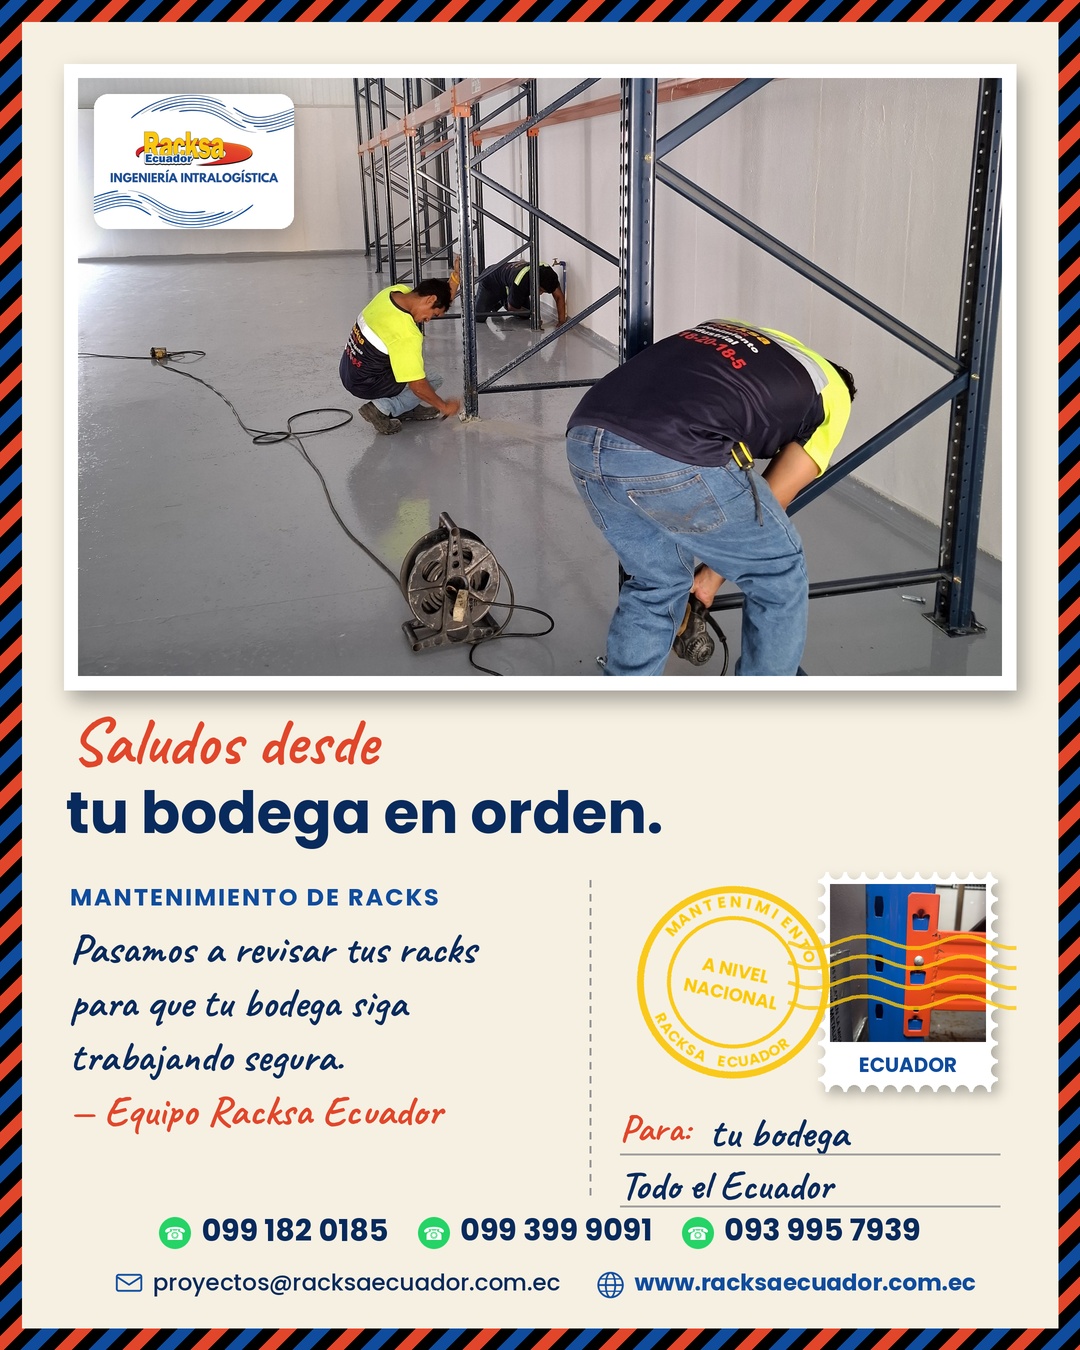 Racksa
Ecuador
INGENIERÍA INTRALOGÍSTICA
Saludos desde
tu bodega en orden.
MANTENIMIENTO DE RACKS
Pasamos a revisar tus racks
para que tu bodega siga
trabajando segura.
— Equipo Racksa Ecuador
MANTENIMIENTO
A NIVEL
NACIONAL
RACKSA ECUADOR
ECUADOR
Para: tu bodega
Todo el Ecuador
099 182 0185 099 399 9091 093 995 7939
proyectos@racksaecuador.com.ec www.racksaecuador.com.ec